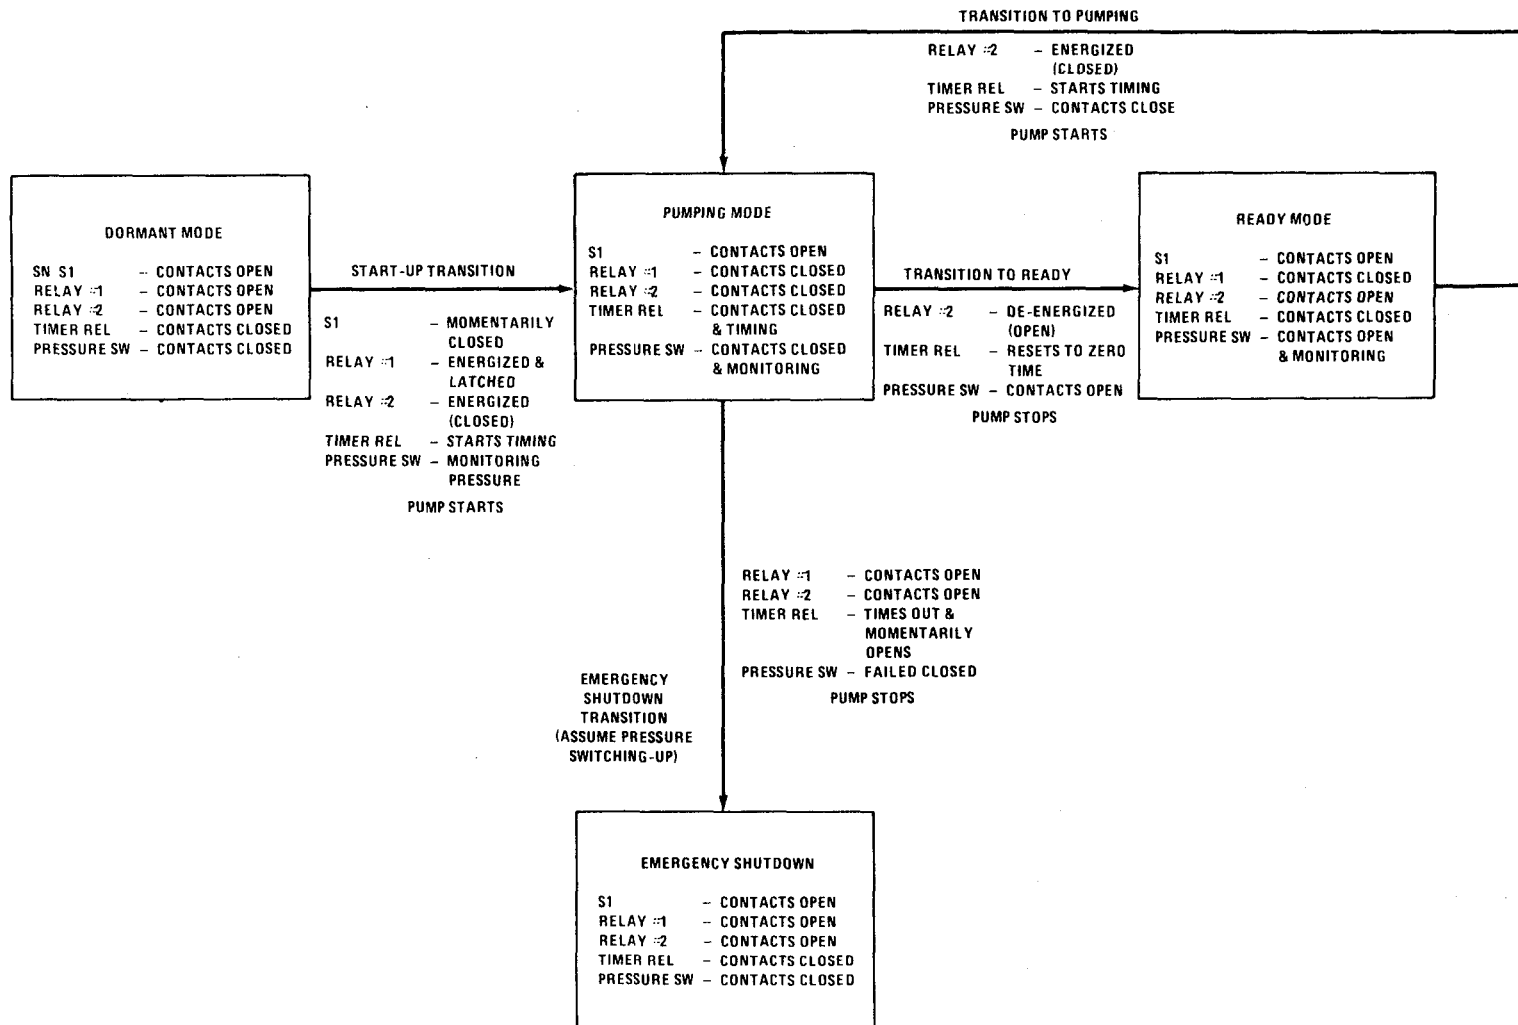 TRANSITION TO PUMPING
RELAY #2 – ENERGIZED
(CLOSED)
TIMER REL – STARTS TIMING
PRESSURE SW – CONTACTS CLOSE
PUMP STARTS
DORMANT MODE
SN S1 – CONTACTS OPEN
RELAY #1 – CONTACTS OPEN
RELAY #2 – CONTACTS OPEN
TIMER REL – CONTACTS CLOSED
PRESSURE SW – CONTACTS CLOSED
START-UP TRANSITION
S1 – MOMENTARILY
CLOSED
RELAY #1 – ENERGIZED &
LATCHED
RELAY #2 – ENERGIZED
(CLOSED)
TIMER REL – STARTS TIMING
PRESSURE SW – MONITORING
PRESSURE
PUMP STARTS
PUMPING MODE
S1 – CONTACTS OPEN
RELAY #1 – CONTACTS CLOSED
RELAY #2 – CONTACTS CLOSED
TIMER REL – CONTACTS CLOSED
& TIMING
PRESSURE SW – CONTACTS CLOSED
& MONITORING
TRANSITION TO READY
RELAY #2 – DE-ENERGIZED
(OPEN)
TIMER REL – RESETS TO ZERO
TIME
PRESSURE SW – CONTACTS OPEN
PUMP STOPS
READY MODE
S1 – CONTACTS OPEN
RELAY #1 – CONTACTS CLOSED
RELAY #2 – CONTACTS OPEN
TIMER REL – CONTACTS CLOSED
PRESSURE SW – CONTACTS OPEN
& MONITORING
RELAY #1 – CONTACTS OPEN
RELAY #2 – CONTACTS OPEN
TIMER REL – TIMES OUT &
MOMENTARILY
OPENS
PRESSURE SW – FAILED CLOSED
PUMP STOPS
EMERGENCY
SHUTDOWN
TRANSITION
(ASSUME PRESSURE
SWITCHING-UP)
EMERGENCY SHUTDOWN
S1 – CONTACTS OPEN
RELAY #1 – CONTACTS OPEN
RELAY #2 – CONTACTS OPEN
TIMER REL – CONTACTS CLOSED
PRESSURE SW – CONTACTS CLOSED